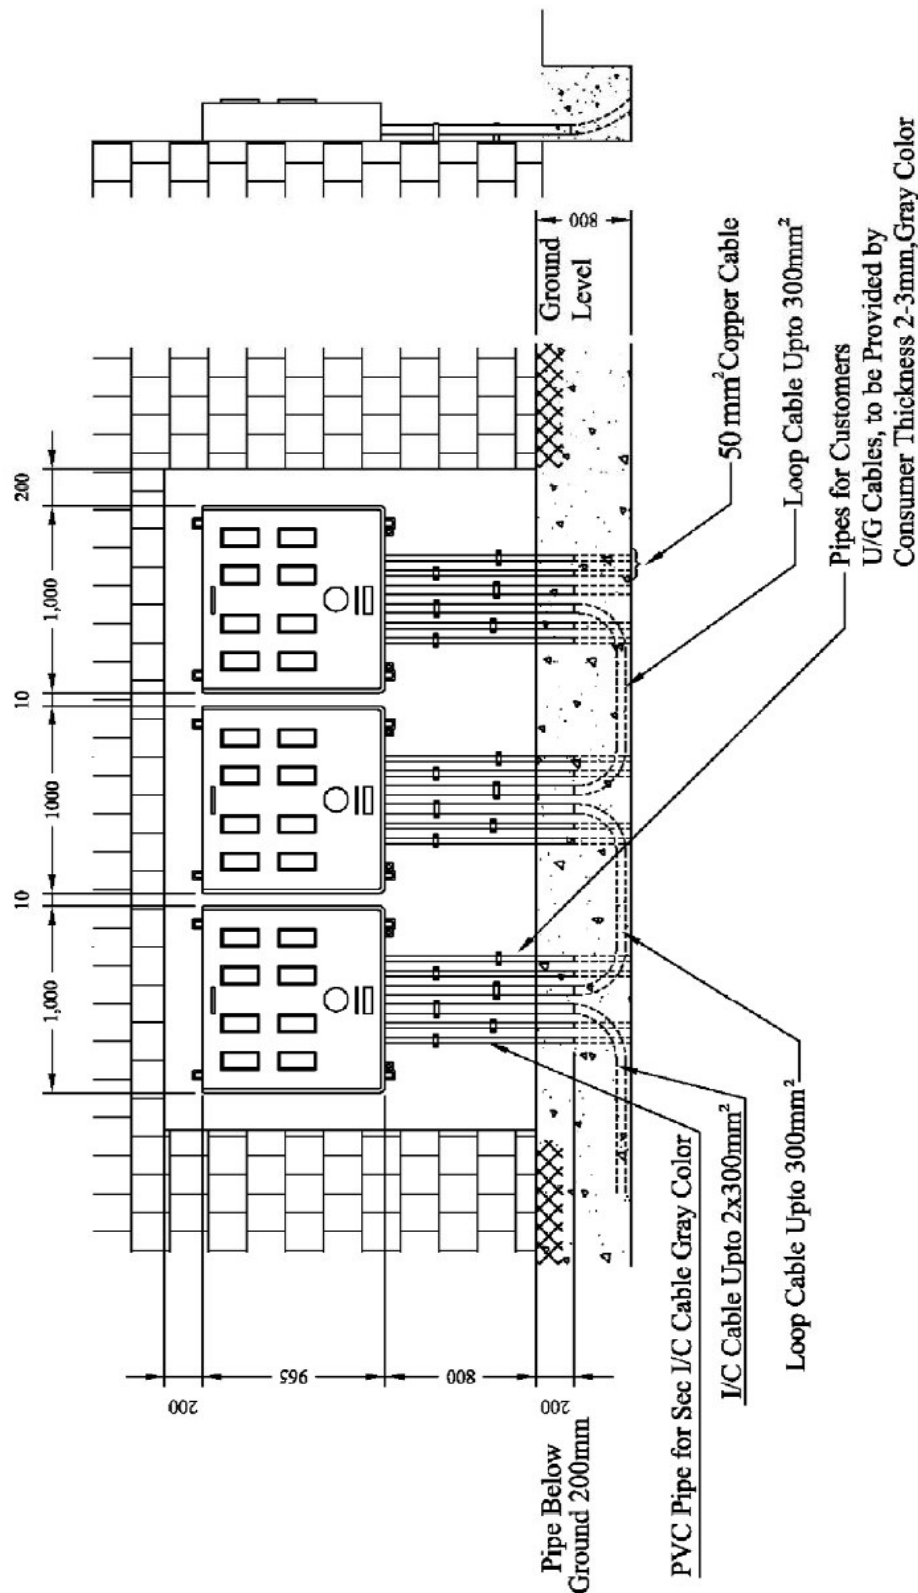 1,000
10
1000
10
1,000
200
200
965
800
200
Pipe Below
Ground 200mm
Ground
Level
800
PVC Pipe for Sec I/C Cable Gray Color
I/C Cable Upto 2x300mm²
Loop Cable Upto 300mm²
50 mm² Copper Cable
Loop Cable Upto 300mm²
Pipes for Customers
U/G Cables, to be Provided by
Consumer Thickness 2-3mm,Gray Color